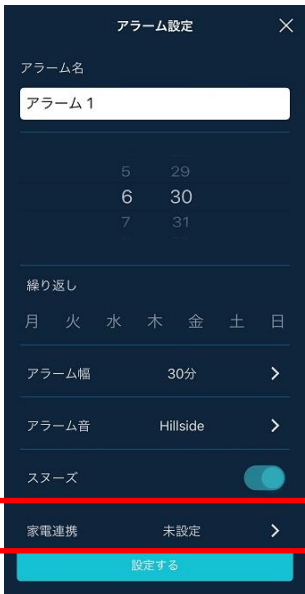 アラーム設定
アラーム名
アラーム 1
5 29
6 30
7 31
繰り返し
月 火 水 木 金 土 日
アラーム幅 30分
アラーム音 Hillside
スヌーズ
家電連携 未設定
設定する